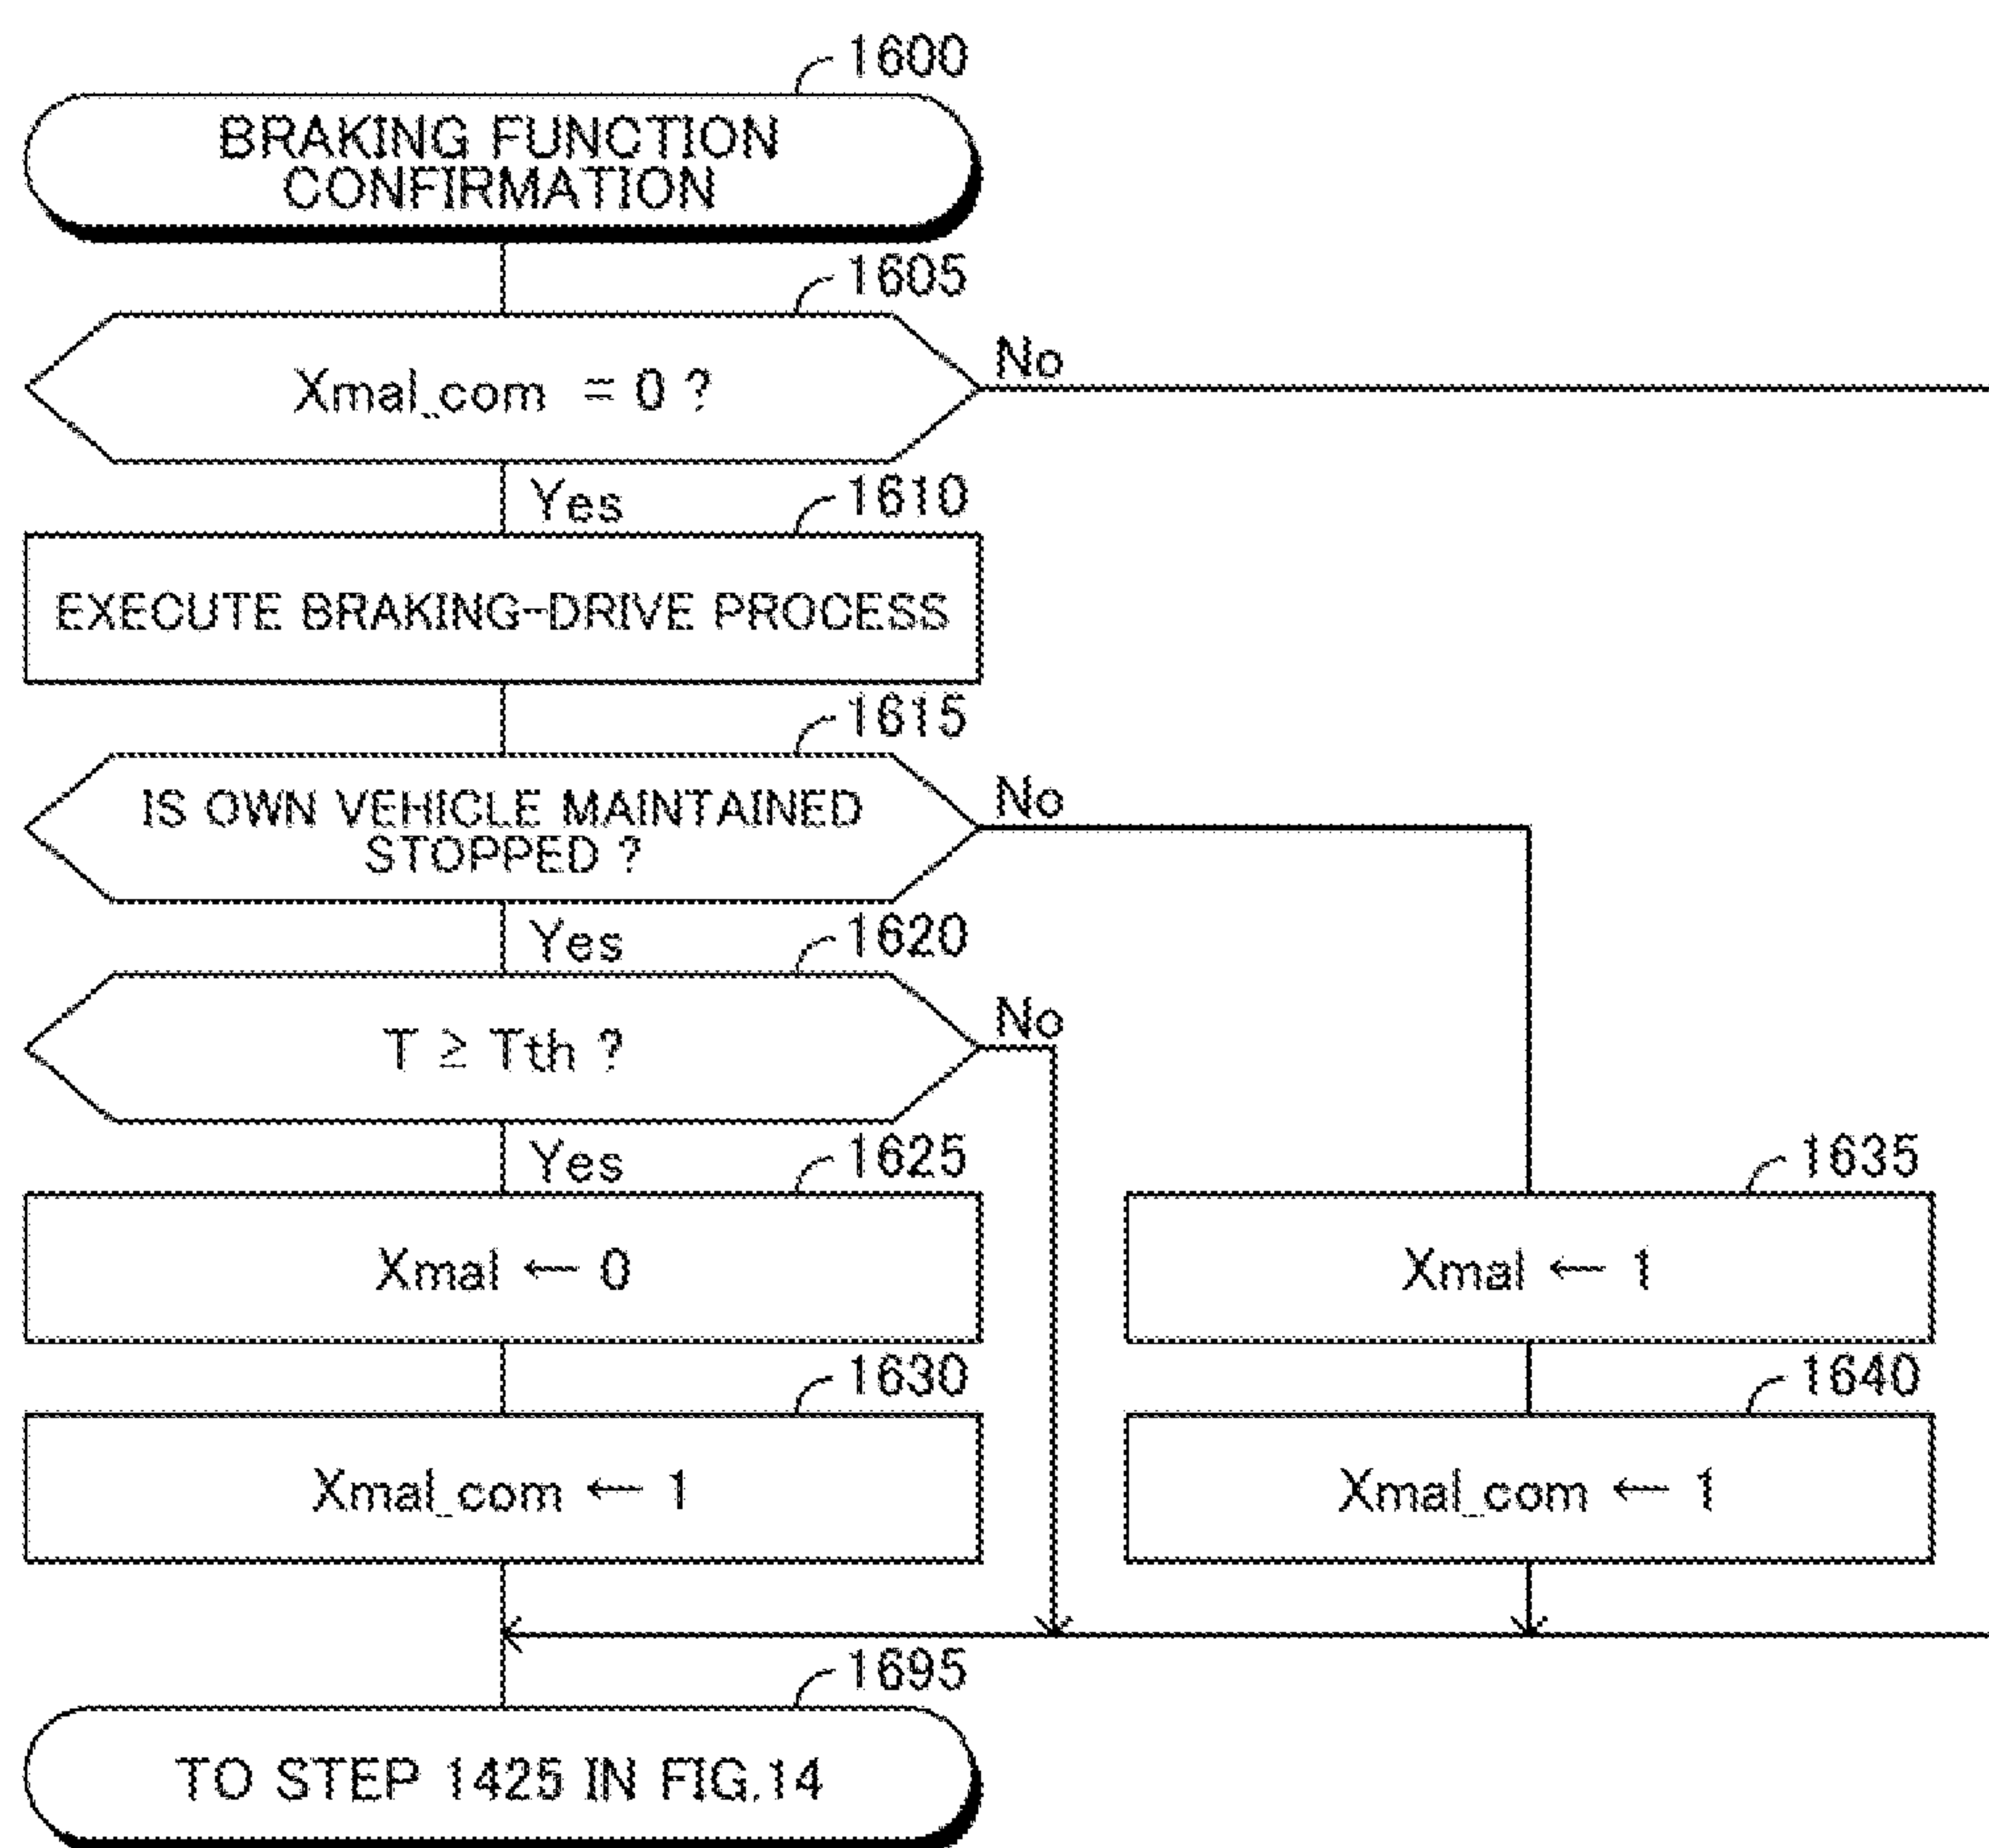 1600
BRAKING FUNCTION
CONFIRMATION
1605
Xmal_com = 0 ?
No
Yes
1610
EXECUTE BRAKING-DRIVE PROCESS
1615
IS OWN VEHICLE MAINTAINED
STOPPED ?
No
Yes
1620
T ≥ Tth ?
No
Yes
1625
Xmal ← 0
1635
Xmal ← 1
1630
Xmal_com ← 1
1640
Xmal_com ← 1
1695
TO STEP 1425 IN FIG.14